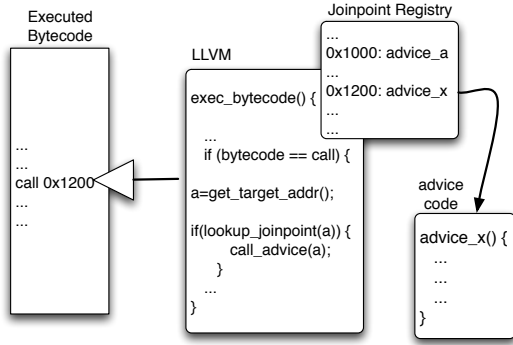 Executed
Bytecode
...
...
call 0x1200
...
...
LLVM
exec_bytecode() {
...
if (bytecode == call) {
a=get_target_addr();
if(lookup_joinpoint(a)) {
call_advice(a);
}
...
}
Joinpoint Registry
...
0x1000: advice_a
...
0x1200: advice_x
...
...
advice
code
advice_x() {
...
...
...
}